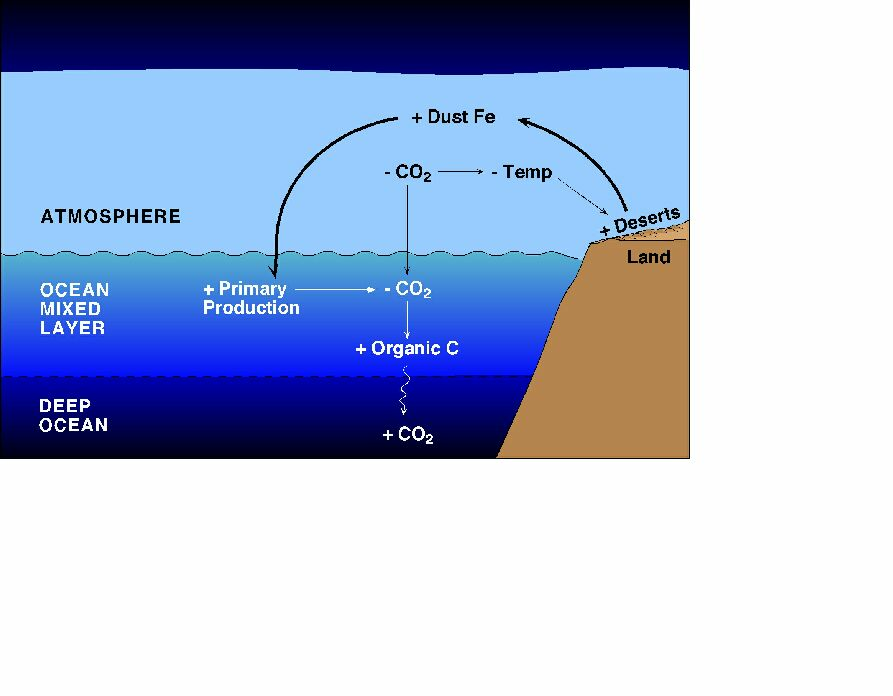 + Dust Fe
- CO₂
- Temp
ATMOSPHERE
+ Deserts
Land
OCEAN
MIXED
LAYER
+ Primary
Production
- CO₂
+ Organic C
DEEP
OCEAN
+ CO₂